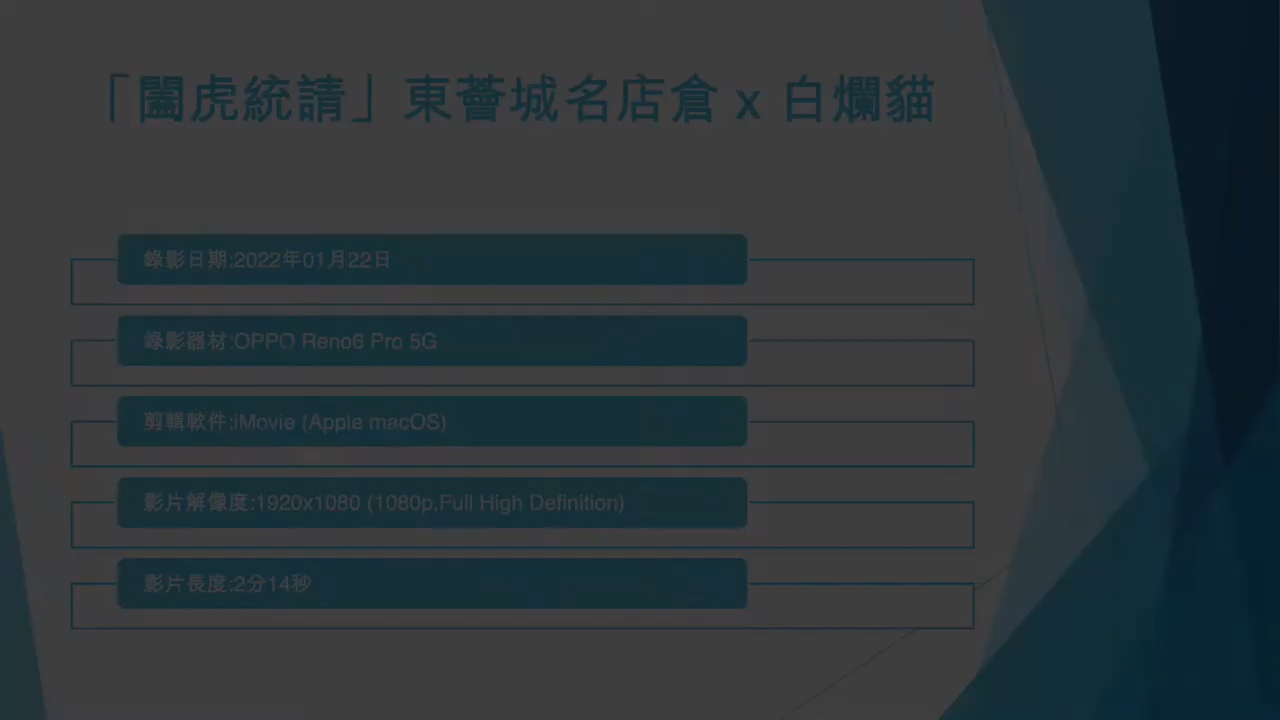 「闔虎統請」東薈城名店倉 x 白爛貓
錄影日期:2022年01月22日
錄影器材:OPPO Reno6 Pro 5G
剪輯軟件:iMovie (Apple macOS)
影片解像度:1920x1080 (1080p,Full High Definition)
影片長度:2分14秒